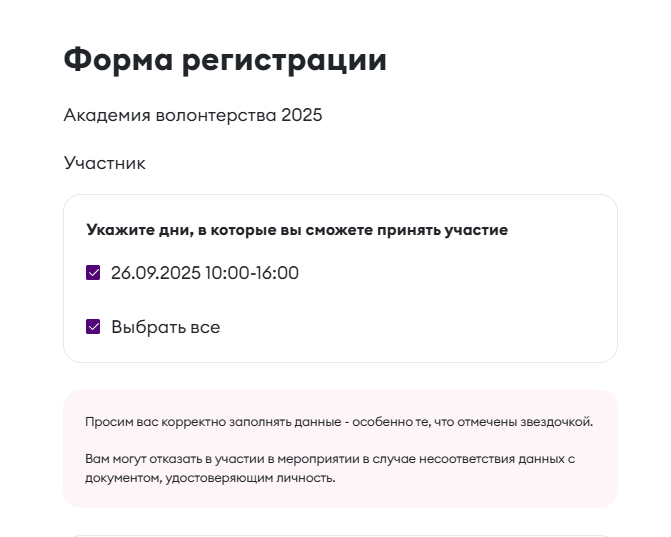 Форма регистрации
Академия волонтерства 2025
Участник
Укажите дни, в которые вы сможете принять участие
26.09.2025 10:00-16:00
Выбрать все
Просим вас корректно заполнять данные - особенно те, что отмечены звездочкой.
Вам могут отказать в участии в мероприятии в случае несоответствия данных с
документом, удостоверяющим личность.